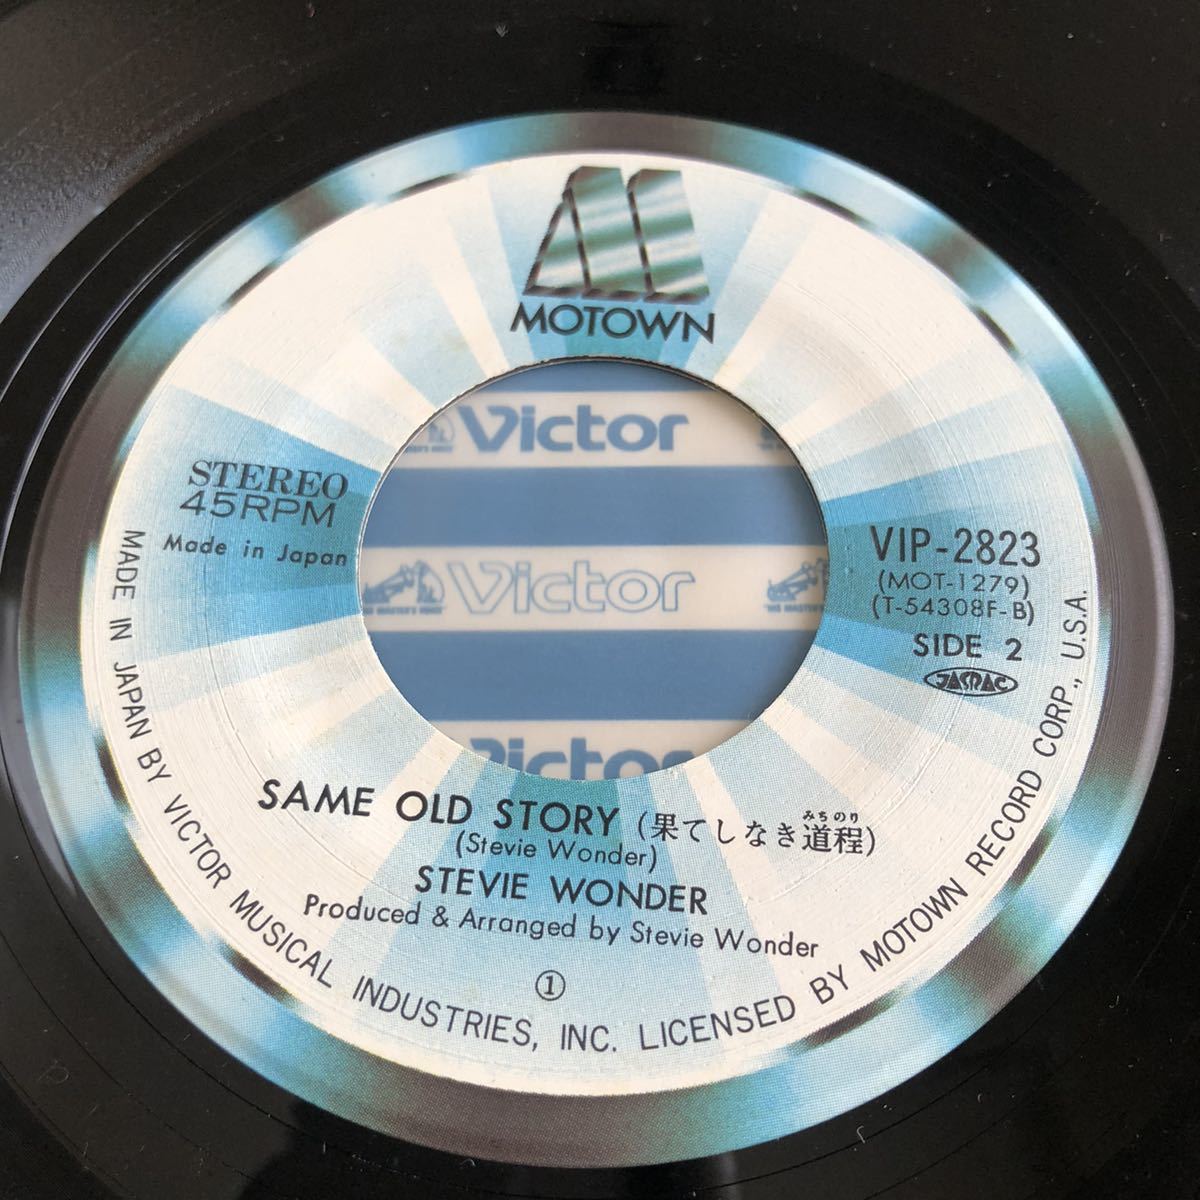 MOTOWN
Victor
Victor
Victor
STEREO
45RPM
Made in Japan
VIP-2823
(MOT-1279)
(T-54308F-B)
SIDE 2
JASRAC
SAME OLD STORY (果てしなき道程)
みちのり
(Stevie Wonder)
STEVIE WONDER
Produced & Arranged by Stevie Wonder
①
MADE IN JAPAN BY VICTOR MUSICAL INDUSTRIES, INC. LICENSED BY MOTOWN RECORD CORP., U.S.A.